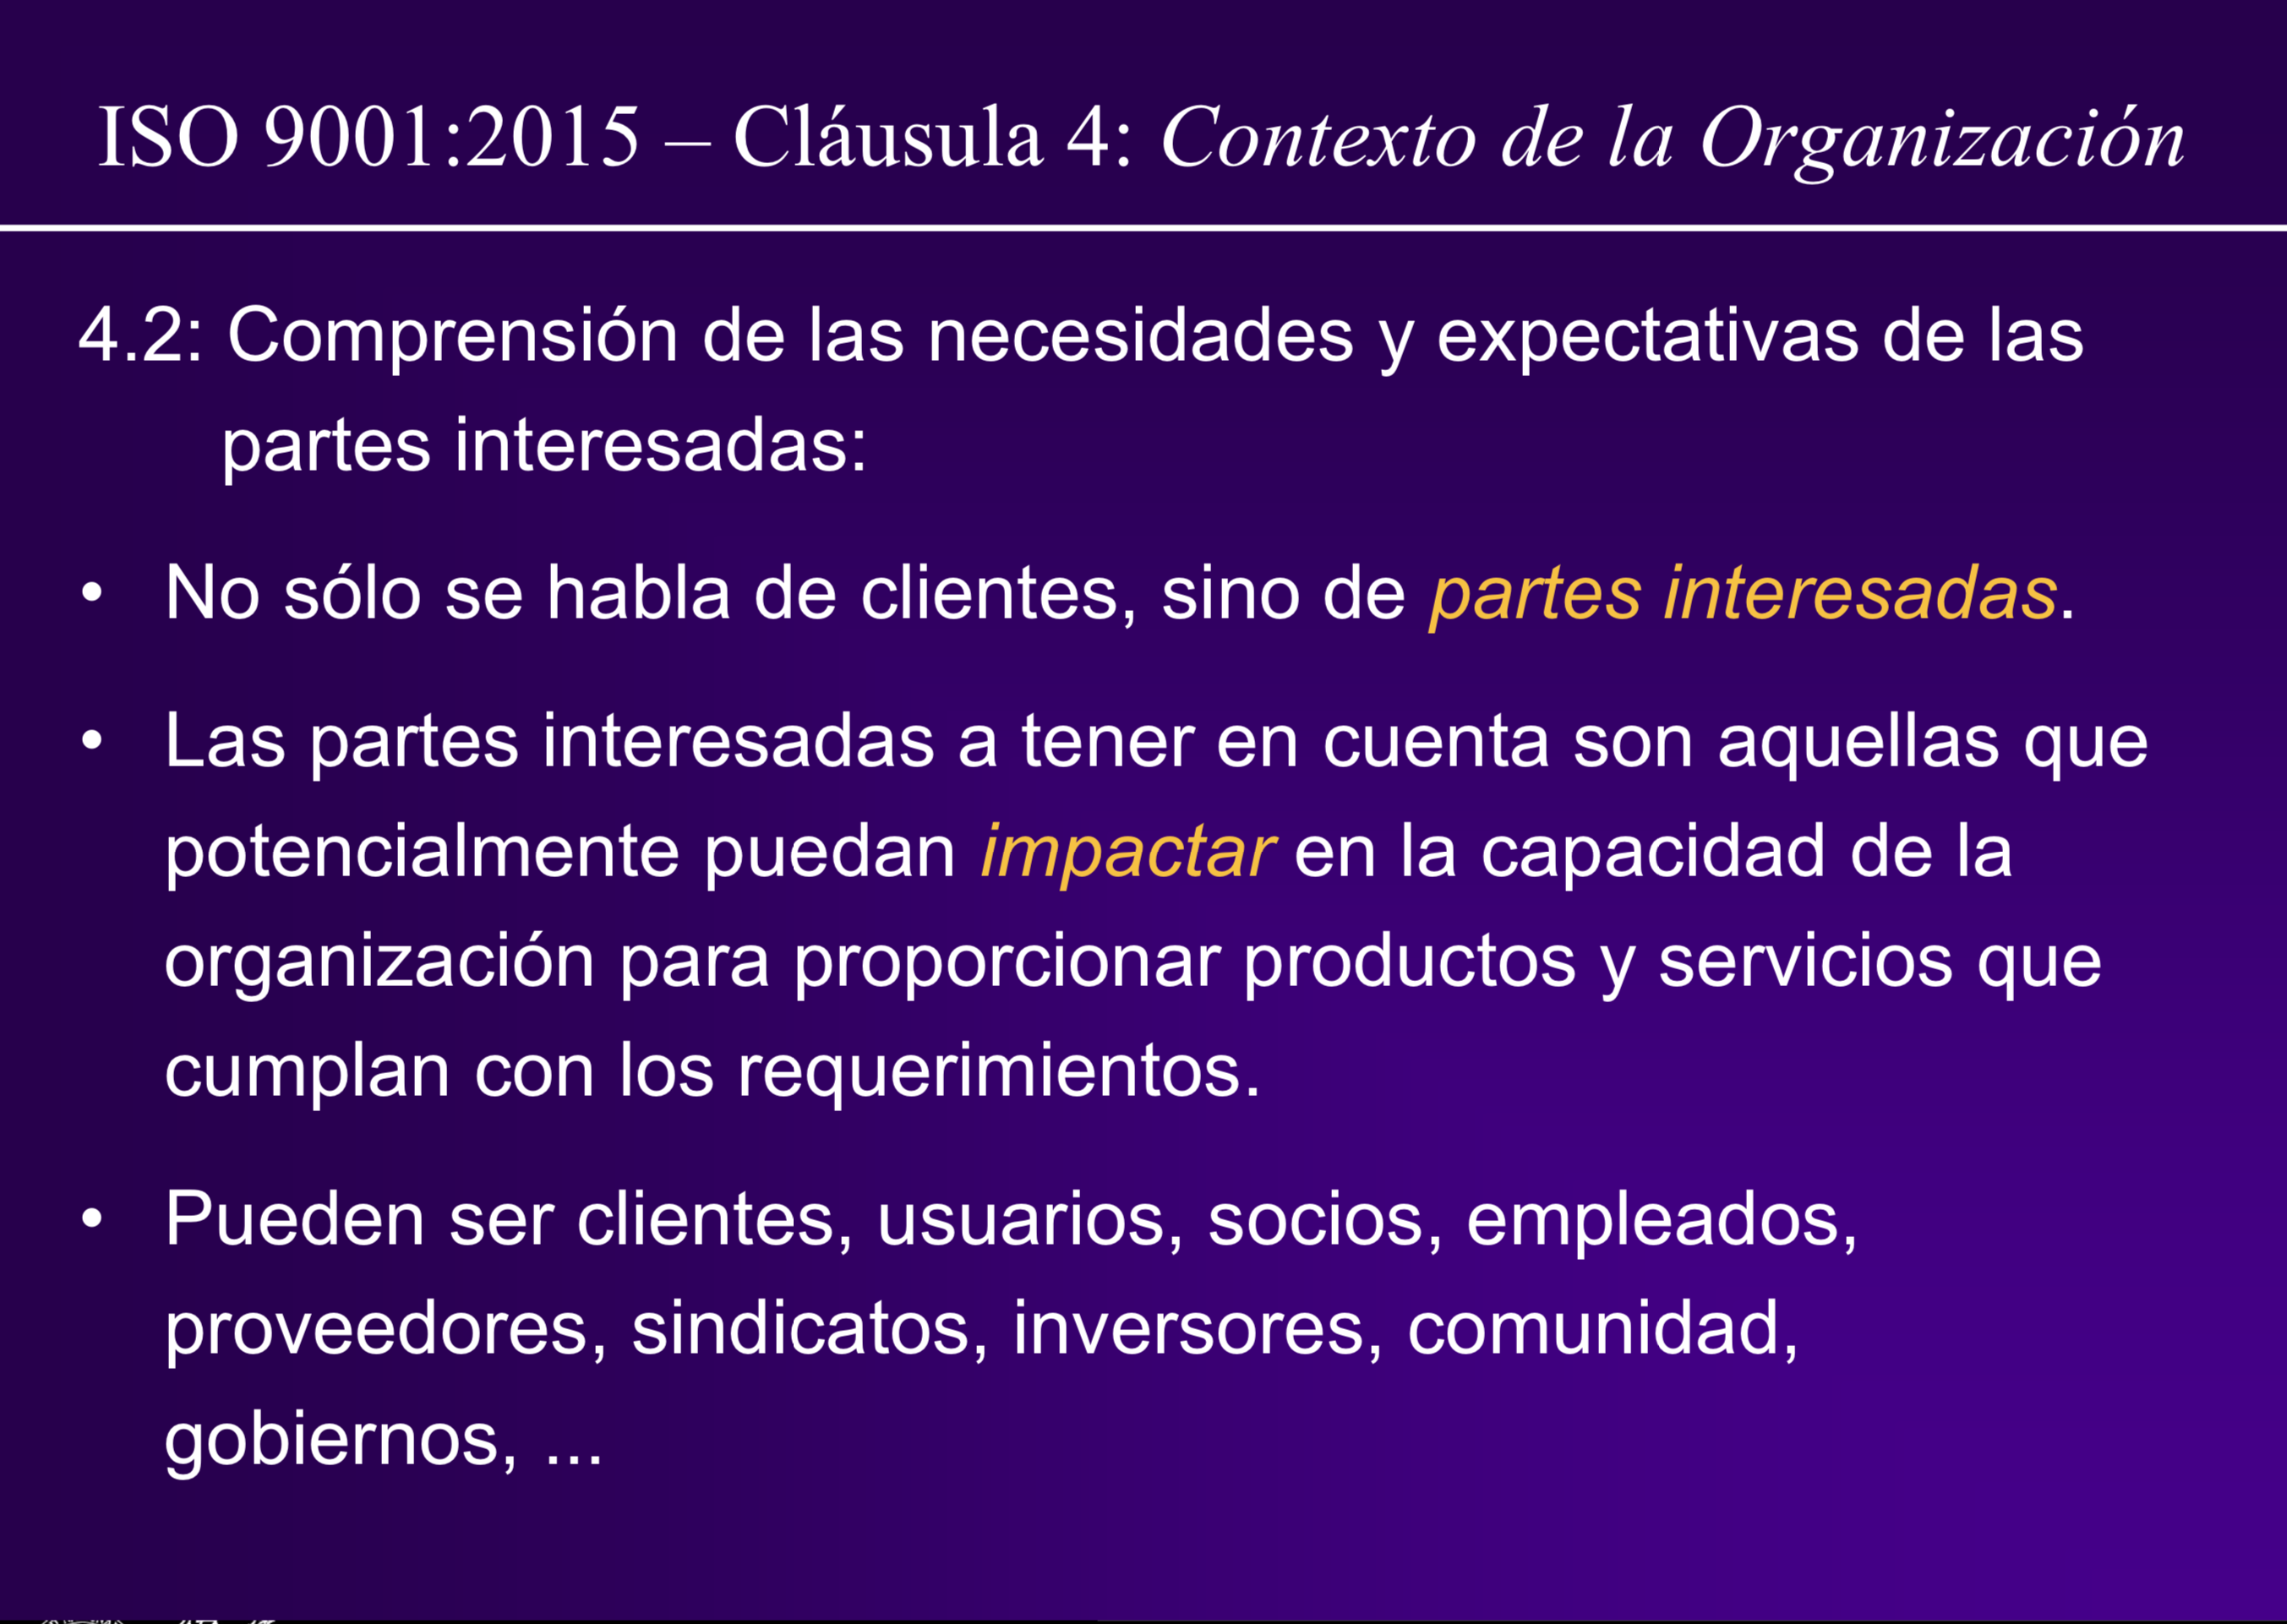 ISO 9001:2015 – Cláusula 4: Contexto de la Organización
4.2: Comprensión de las necesidades y expectativas de las
partes interesadas:
• No sólo se habla de clientes, sino de partes interesadas.
• Las partes interesadas a tener en cuenta son aquellas que
potencialmente puedan impactar en la capacidad de la
organización para proporcionar productos y servicios que
cumplan con los requerimientos.
• Pueden ser clientes, usuarios, socios, empleados,
proveedores, sindicatos, inversores, comunidad,
gobiernos, ...